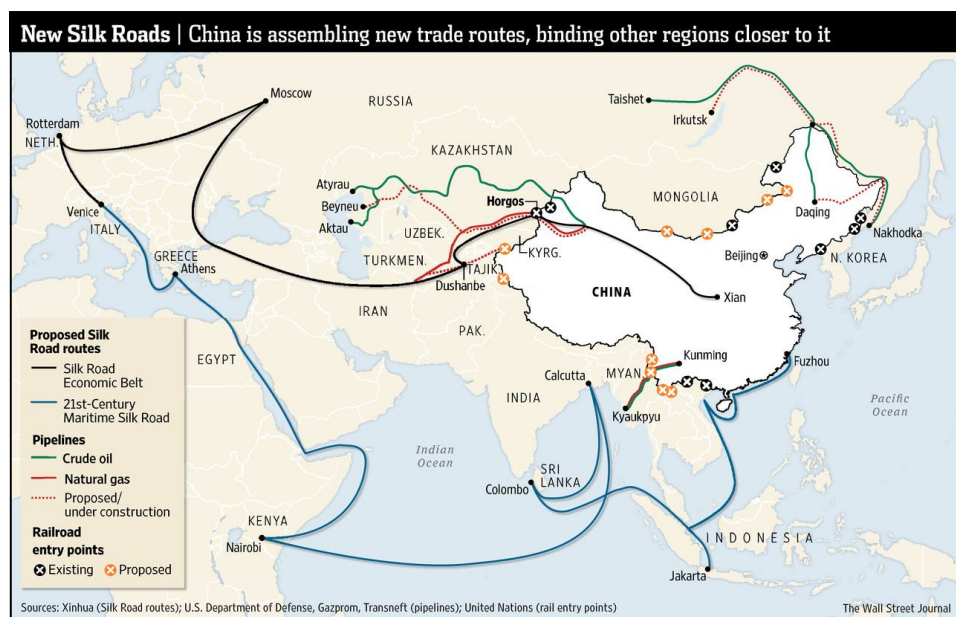 New Silk Roads | China is assembling new trade routes, binding other regions closer to it
Moscow
RUSSIA
Taishet
Irkutsk
Rotterdam
NETH.
KAZAKHSTAN
Atyrau
Beyneu
Aktau
Horgos
MONGOLIA
Daqing
Nakhodka
Venice
ITALY
UZBEK.
KYRG.
GREECE
Athens
TURKMEN.
TAJIK.
Dushanbe
Beijing
N. KOREA
IRAN
CHINA
Xian
PAK.
EGYPT
Kunming
Fuzhou
MYAN.
Calcutta
INDIA
Kyaukpyu
Pacific
Ocean
Indian
Ocean
SRI
LANKA
Colombo
KENYA
Nairobi
INDONESIA
Jakarta
Proposed Silk
Road routes
Silk Road
Economic Belt
21st-Century
Maritime Silk Road
Pipelines
Crude oil
Natural gas
Proposed/
under construction
Railroad
entry points
Existing Proposed
Sources: Xinhua (Silk Road routes); U.S. Department of Defense, Gazprom, Transneft (pipelines); United Nations (rail entry points)
The Wall Street Journal